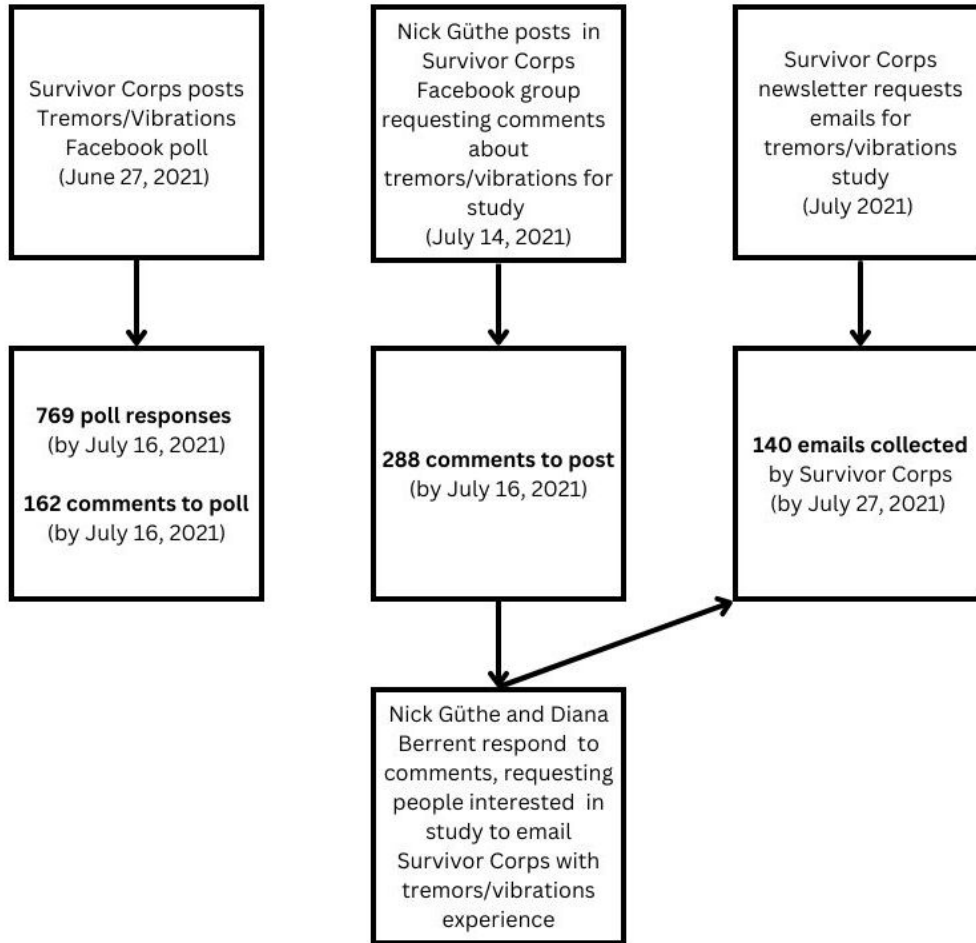 Survivor Corps posts
Tremors/Vibrations
Facebook poll
(June 27, 2021)
Nick Güthe posts in
Survivor Corps
Facebook group
requesting comments
about
tremors/vibrations for
study
(July 14, 2021)
Survivor Corps
newsletter requests
emails for
tremors/vibrations
study
(July 2021)
769 poll responses
(by July 16, 2021)
162 comments to poll
(by July 16, 2021)
288 comments to post
(by July 16, 2021)
140 emails collected
by Survivor Corps
(by July 27, 2021)
Nick Güthe and Diana
Berrent respond to
comments, requesting
people interested in
study to email
Survivor Corps with
tremors/vibrations
experience